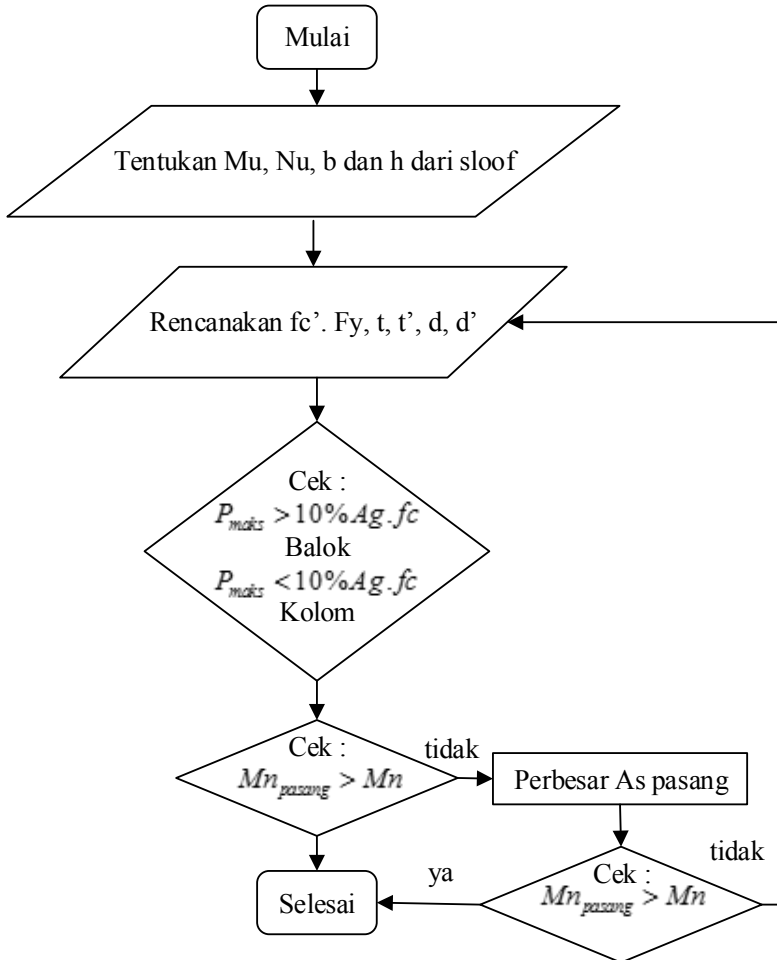 Mulai
Tentukan Mu, Nu, b dan h dari sloof
Rencanakan fc’. Fy, t, t’, d, d’
Cek :
P_maks > 10% Ag.fc
Balok
P_maks < 10% Ag.fc
Kolom
Cek :
Mn_pasang > Mn
tidak
Perbesar As pasang
Cek :
Mn_pasang > Mn
tidak
ya
Selesai